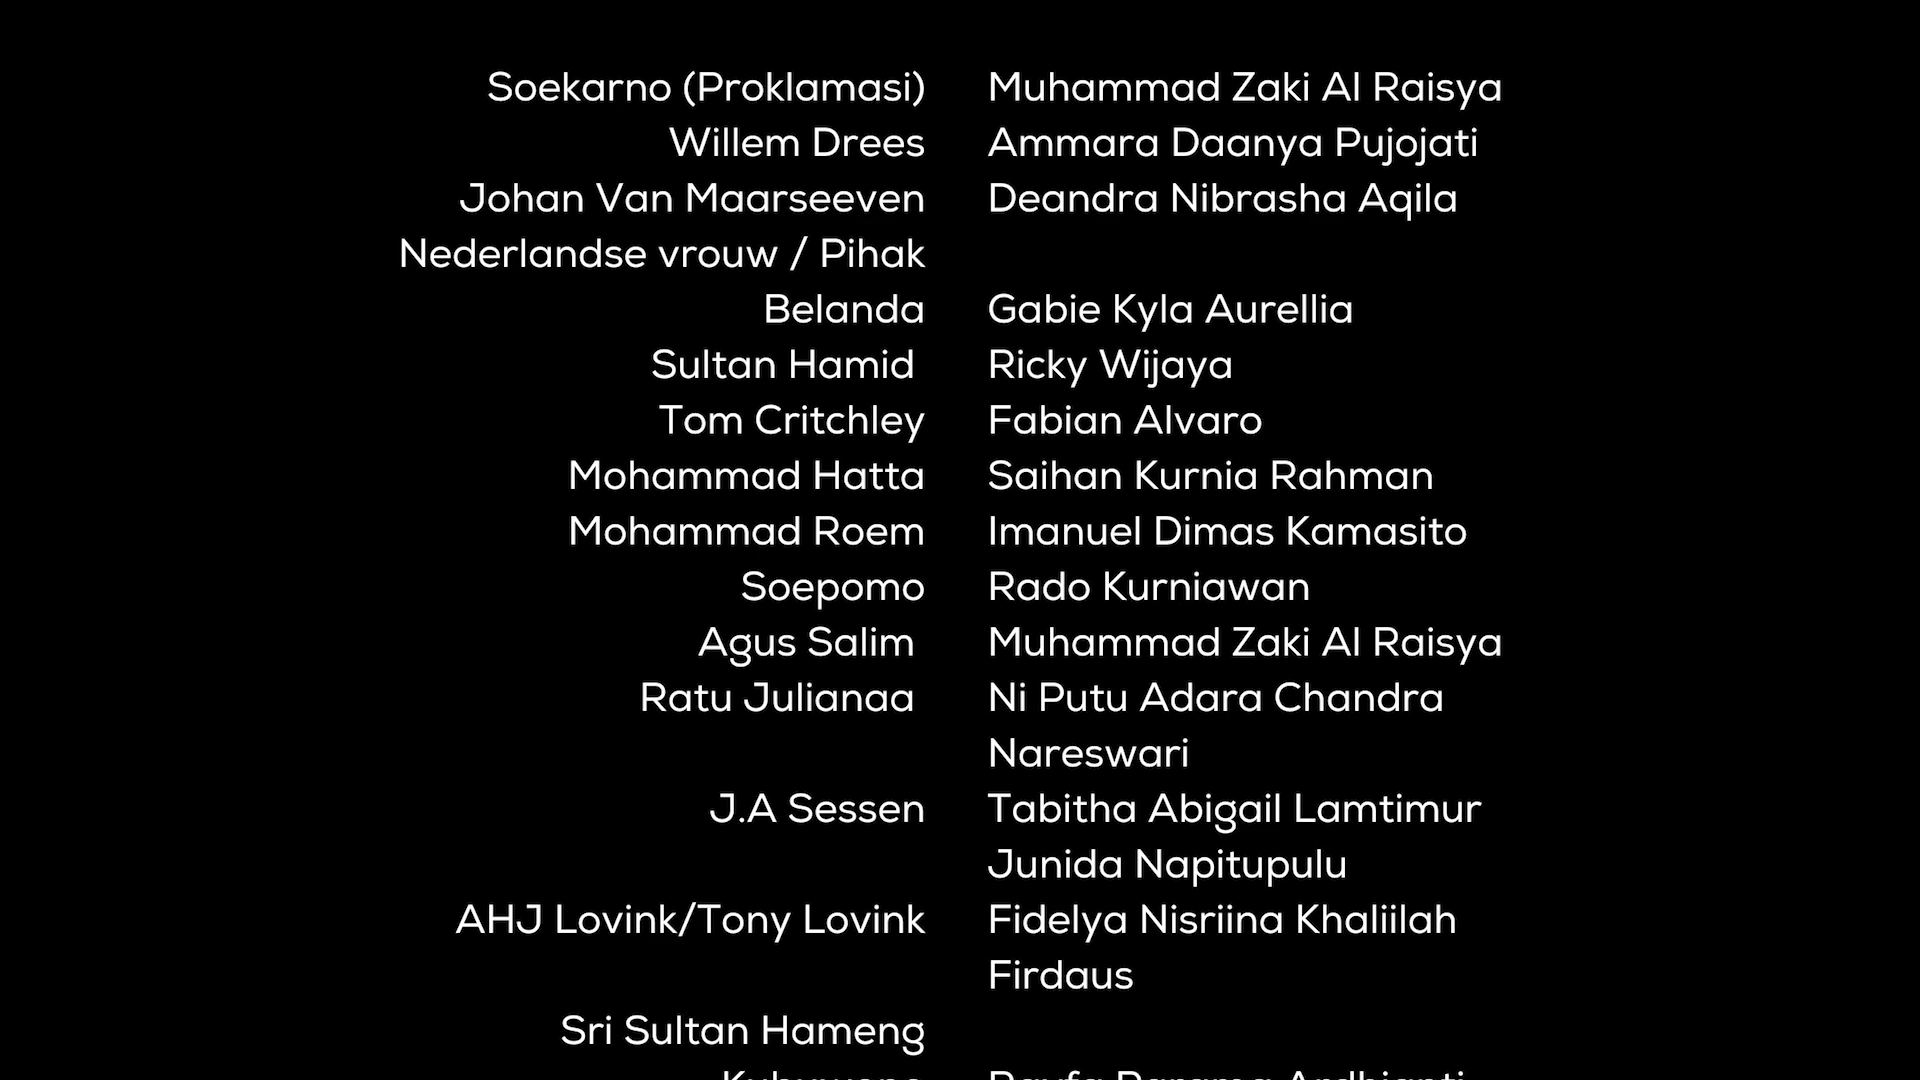 Soekarno (Proklamasi) Muhammad Zaki Al Raisya
Willem Drees Ammara Daanya Pujojati
Johan Van Maarseeven Deandra Nibrasha Aqila
Nederlandse vrouw / Pihak
Belanda Gabie Kyla Aurellia
Sultan Hamid Ricky Wijaya
Tom Critchley Fabian Alvaro
Mohammad Hatta Saihan Kurnia Rahman
Mohammad Roem Imanuel Dimas Kamasito
Soepomo Rado Kurniawan
Agus Salim Muhammad Zaki Al Raisya
Ratu Julianaa Ni Putu Adara Chandra
Nareswari
J.A Sessen Tabitha Abigail Lamtimur
Junida Napitupulu
AHJ Lovink/Tony Lovink Fidelya Nisriina Khaliilah
Firdaus
Sri Sultan Hameng